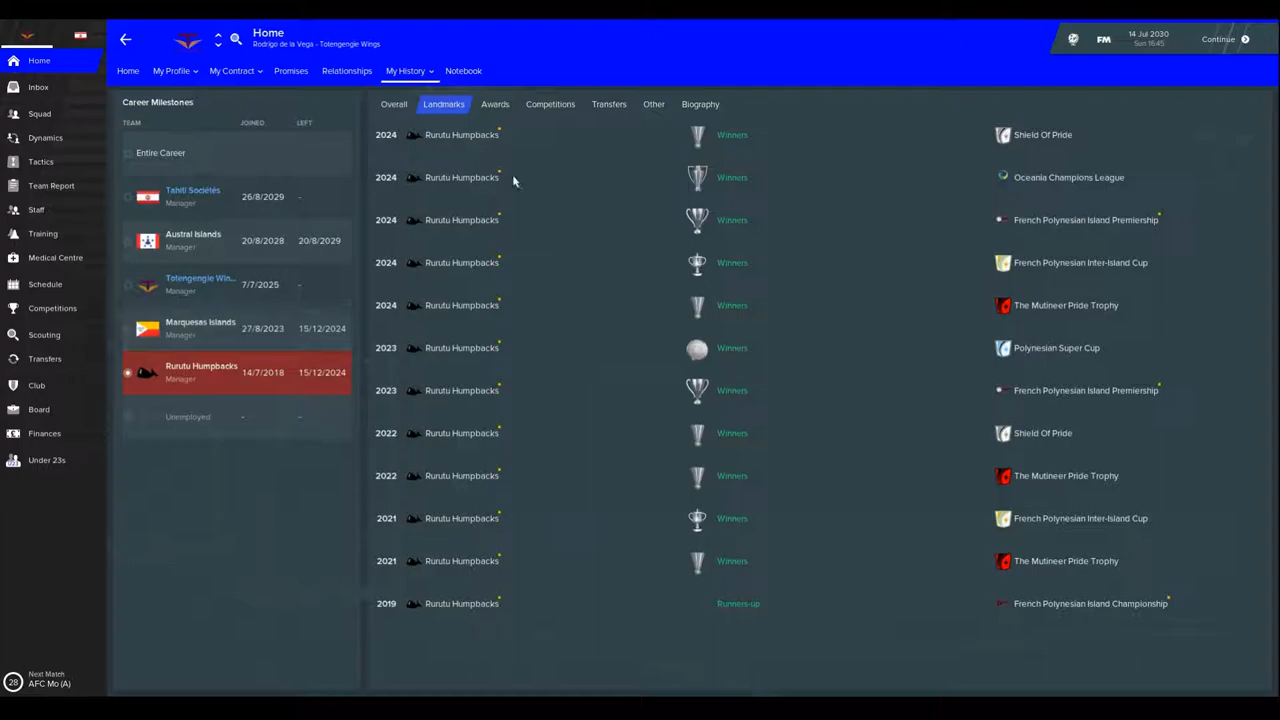 Home
Rodrigo de la Vega - Totengengie Wings
14 Jul 2030
Sun 16:45
FM
Continue
Home
My Profile
My Contract
Promises
Relationships
My History
Notebook
Home
Inbox
Squad
Dynamics
Tactics
Team Report
Staff
Training
Medical Centre
Schedule
Competitions
Scouting
Transfers
Club
Board
Finances
Under 23s
28
Next Match
AFC Mo (A)
Career Milestones
TEAM JOINED LEFT
Entire Career
Tahiti Sociétés
Manager
26/8/2029 -
Austral Islands
Manager
20/8/2028 20/8/2029
Totengengie Win...
Manager
7/7/2025 -
Marquesas Islands
Manager
27/8/2023 15/12/2024
Rurutu Humpbacks
Manager
14/7/2018 15/12/2024
Unemployed - -
Overall Landmarks Awards Competitions Transfers Other Biography
2024 Rurutu Humpbacks Winners Shield Of Pride
2024 Rurutu Humpbacks Winners Oceania Champions League
2024 Rurutu Humpbacks Winners French Polynesian Island Premiership
2024 Rurutu Humpbacks Winners French Polynesian Inter-Island Cup
2024 Rurutu Humpbacks Winners The Mutineer Pride Trophy
2023 Rurutu Humpbacks Winners Polynesian Super Cup
2023 Rurutu Humpbacks Winners French Polynesian Island Premiership
2022 Rurutu Humpbacks Winners Shield Of Pride
2022 Rurutu Humpbacks Winners The Mutineer Pride Trophy
2021 Rurutu Humpbacks Winners French Polynesian Inter-Island Cup
2021 Rurutu Humpbacks Winners The Mutineer Pride Trophy
2019 Rurutu Humpbacks Runners-up French Polynesian Island Championship